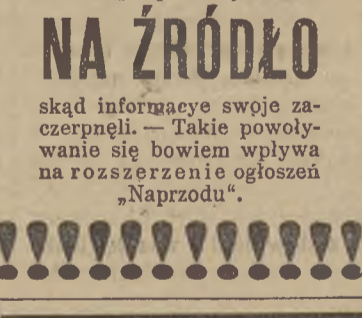 NA ŹRÓDŁO
skąd informacye swoje za-
czerpnęli. — Takie powoły-
wanie się bowiem wpływa
na rozszerzenie ogłoszeń
„Naprzodu“.
! ! ! ! ! ! ! ! ! ! ! ! !